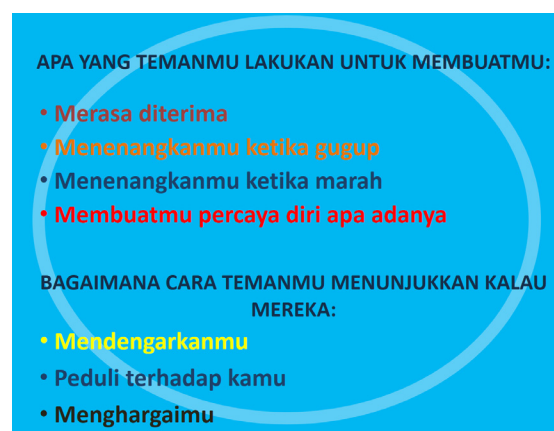 APA YANG TEMANMU LAKUKAN UNTUK MEMBUATMU:
• Merasa diterima
• Menenangkanmu ketika gugup
• Menenangkanmu ketika marah
• Membuatmu percaya diri apa adanya
BAGAIMANA CARA TEMANMU MENUNJUKKAN KALAU
MEREKA:
• Mendengarkanmu
• Peduli terhadap kamu
• Menghargaimu